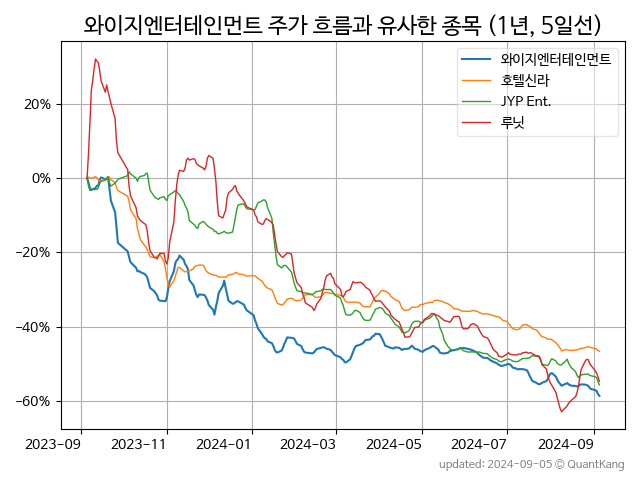 와이지엔터테인먼트 주가 흐름과 유사한 종목 (1년, 5일선)
와이지엔터테인먼트
호텔신라
JYP Ent.
루닛
20%
0%
−20%
−40%
−60%
2023-09 2023-11 2024-01 2024-03 2024-05 2024-07 2024-09
updated: 2024-09-05 © QuantKang